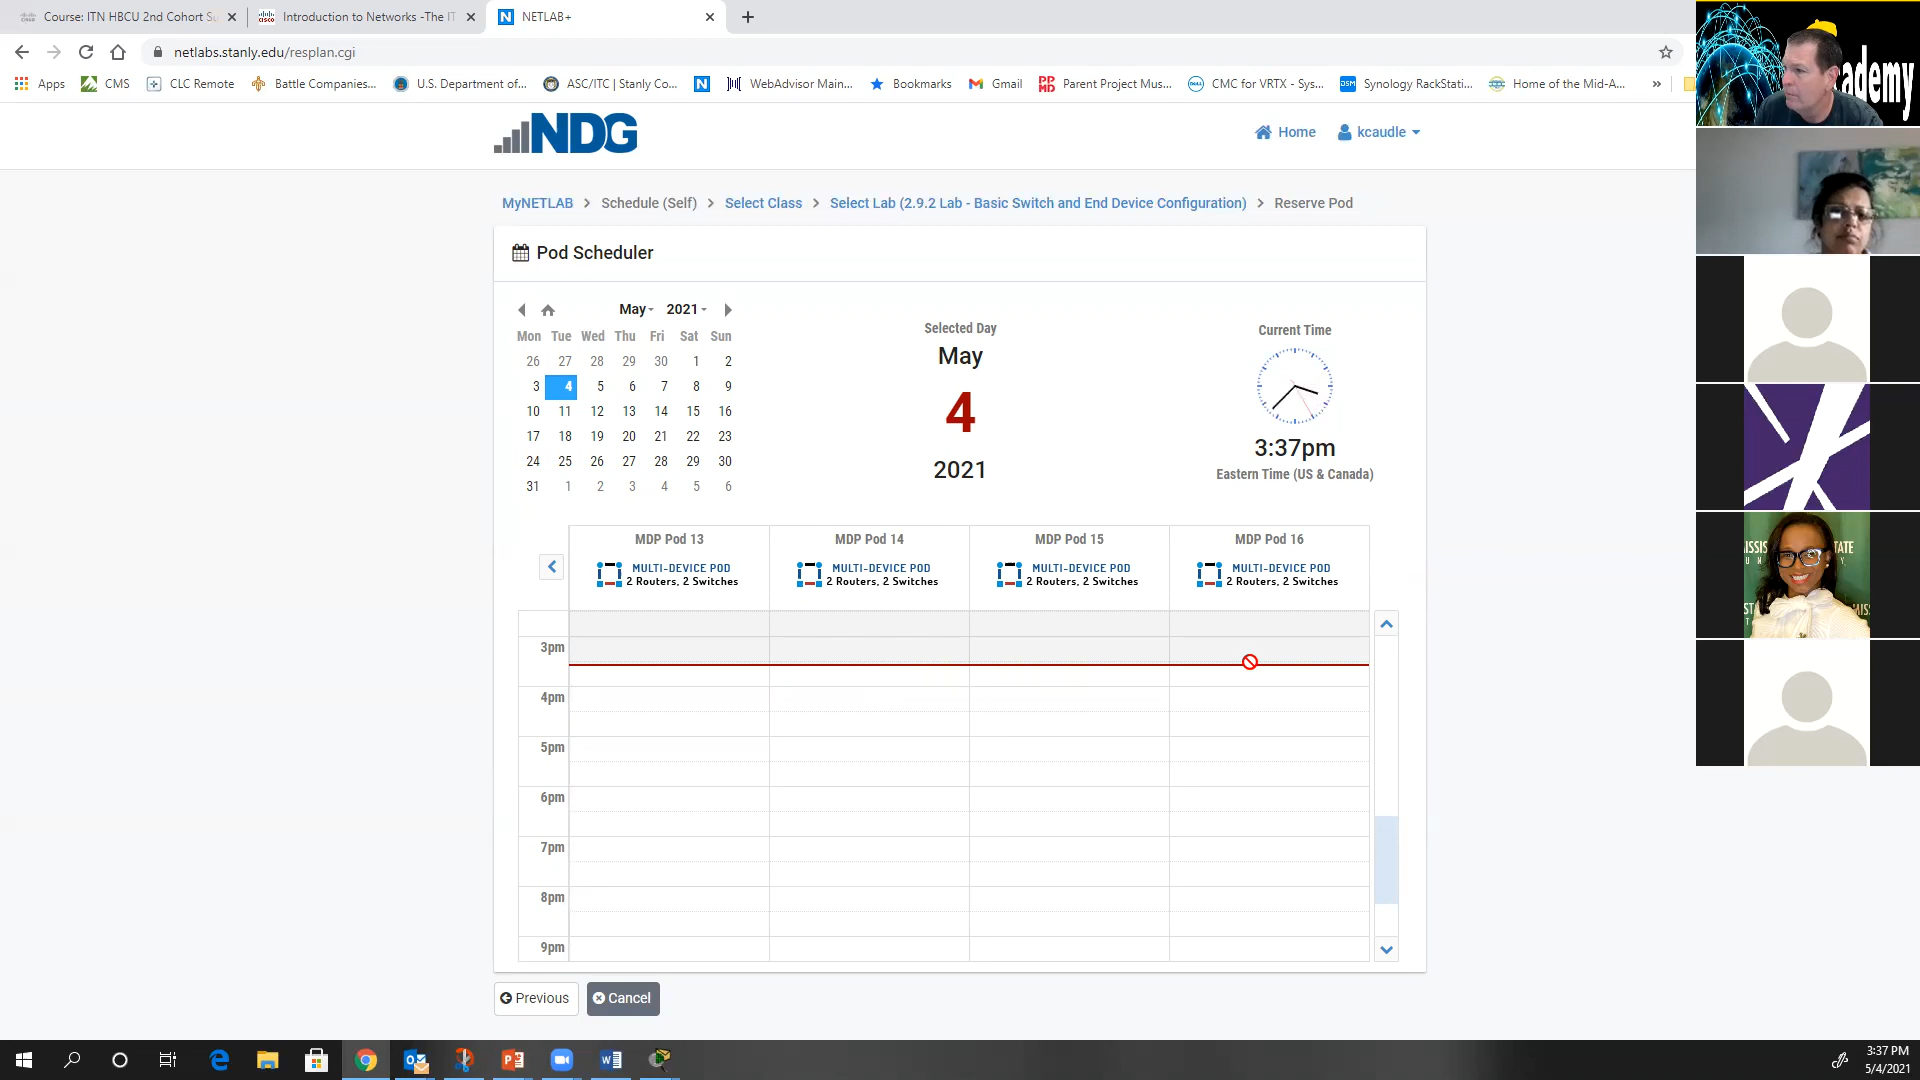 Course: ITN HBCU 2nd Cohort Su
Introduction to Networks -The IT
NETLAB+
netlabs.stanly.edu/resplan.cgi
Apps
CMS
CLC Remote
Battle Companies...
U.S. Department of...
ASC/ITC | Stanly Co...
WebAdvisor Main...
Bookmarks
Gmail
Parent Project Mus...
CMC for VRTX - Sys...
Synology RackStati...
Home of the Mid-A...
»
ademy
NDG
Home
kcaudle
MyNETLAB > Schedule (Self) > Select Class > Select Lab (2.9.2 Lab - Basic Switch and End Device Configuration) > Reserve Pod
Pod Scheduler
May 2021
Mon Tue Wed Thu Fri Sat Sun
26 27 28 29 30 1 2
3 4 5 6 7 8 9
10 11 12 13 14 15 16
17 18 19 20 21 22 23
24 25 26 27 28 29 30
31 1 2 3 4 5 6
Selected Day
May
4
2021
Current Time
3:37pm
Eastern Time (US & Canada)
MDP Pod 13
MULTI-DEVICE POD
2 Routers, 2 Switches
MDP Pod 14
MULTI-DEVICE POD
2 Routers, 2 Switches
MDP Pod 15
MULTI-DEVICE POD
2 Routers, 2 Switches
MDP Pod 16
MULTI-DEVICE POD
2 Routers, 2 Switches
3pm
4pm
5pm
6pm
7pm
8pm
9pm
Previous
Cancel
3:37 PM
5/4/2021